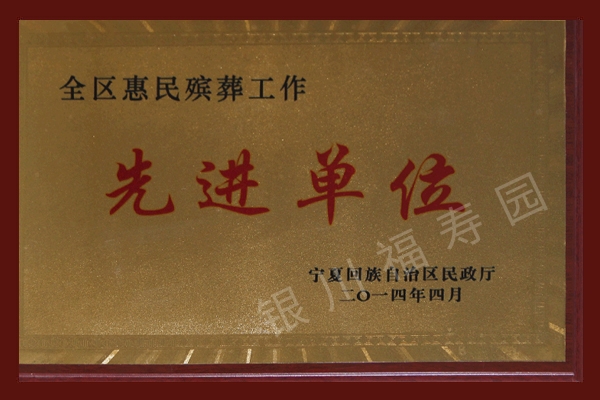 全区惠民殡葬工作
先进单位
宁夏回族自治区民政厅
二〇一四年四月
银川福寿园